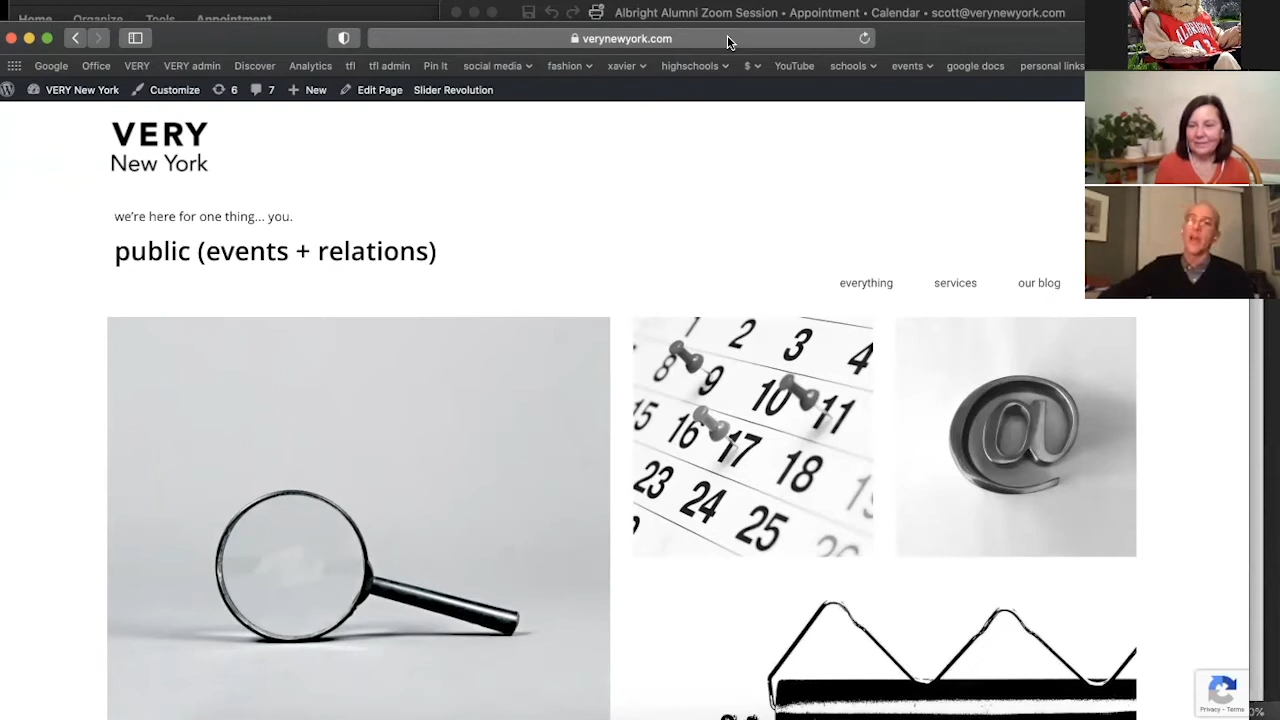 Home Organize Tools Appointment
Albright Alumni Zoom Session • Appointment • Calendar • scott@verynewyork.com
verynewyork.com
Google Office VERY VERY admin Discover Analytics tfl tfl admin fashion xavier highschools $ YouTube schools events google docs personal links
VERY New York Customize 6 7 New Edit Page Slider Revolution
ALBRIGHT
VERY
New York
we're here for one thing... you.
public (events + relations)
everything services our blog
1 2 3 4
8 9 10 11
15 16 17 18
23 24 25
@
Privacy - Terms
0%